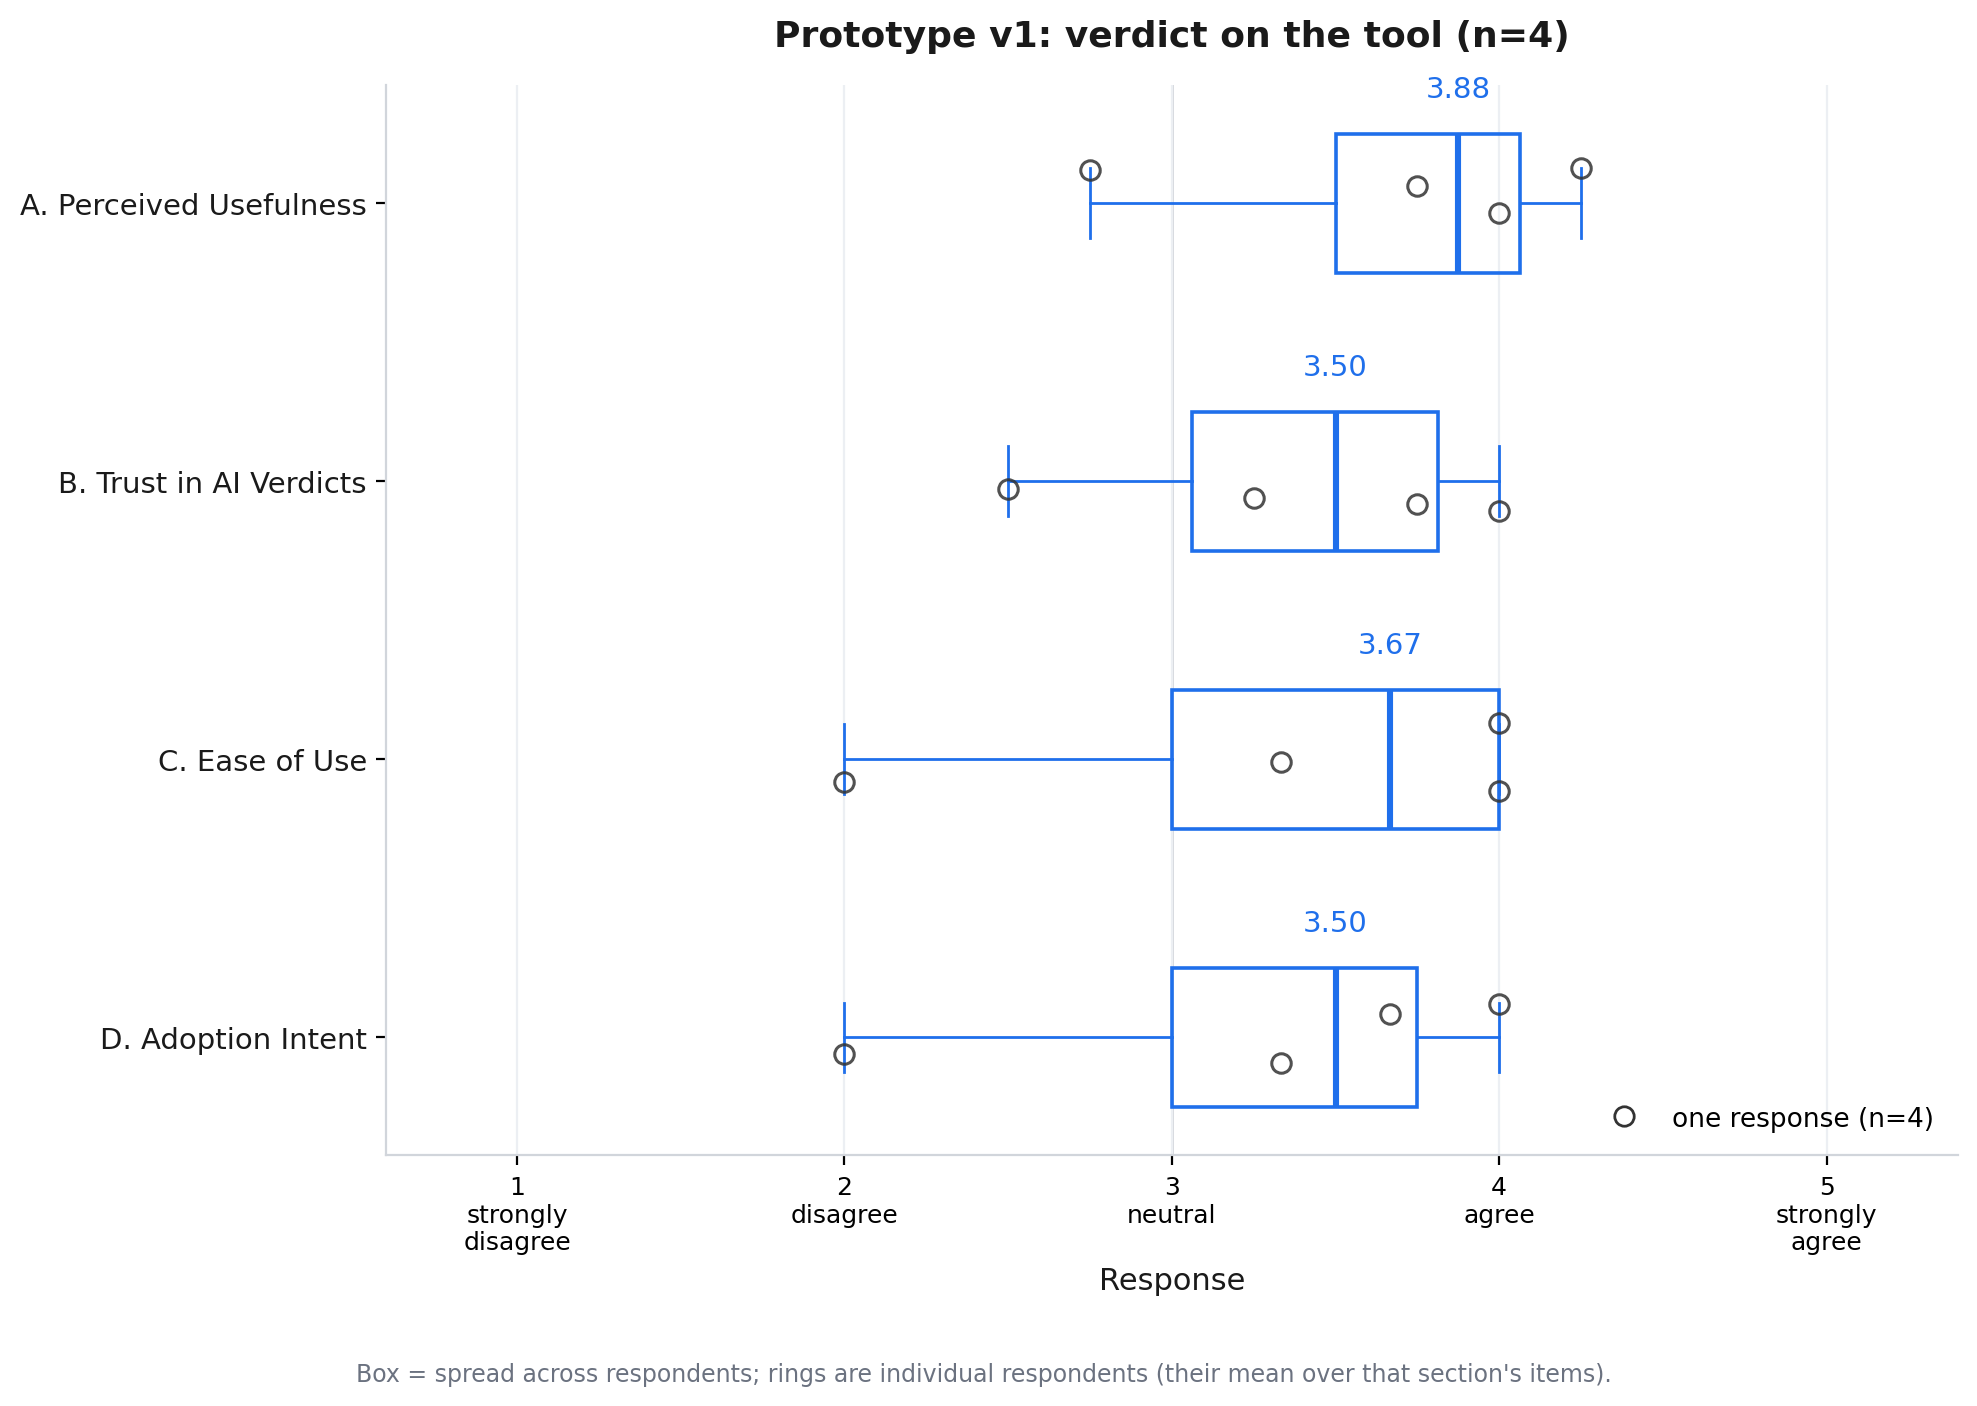 Prototype v1: verdict on the tool (n=4)
3.88
A. Perceived Usefulness
3.50
B. Trust in AI Verdicts
3.67
C. Ease of Use
3.50
D. Adoption Intent
one response (n=4)
1 2 3 4 5
strongly disagree neutral agree strongly
disagree agree
Response
Box = spread across respondents; rings are individual respondents (their mean over that section's items).